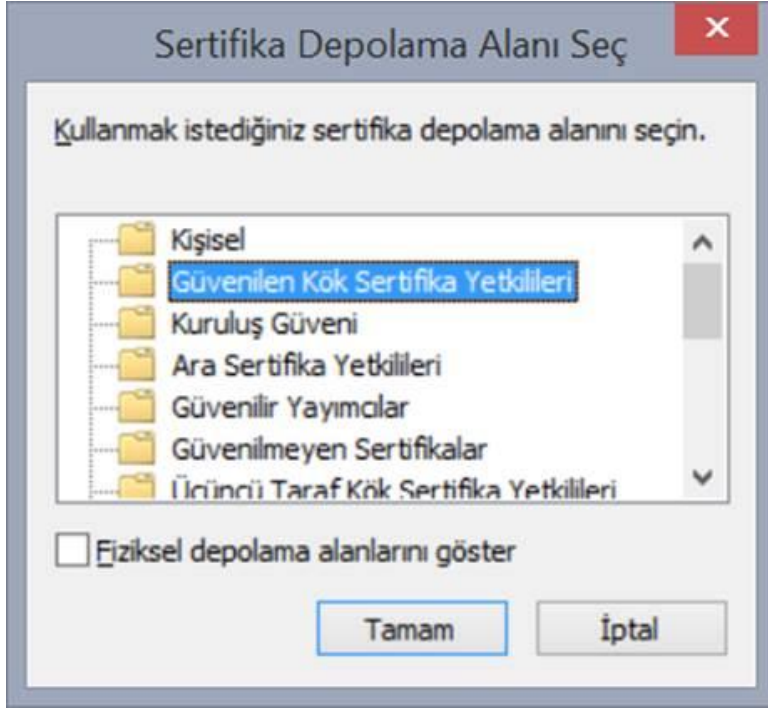 Sertifika Depolama Alanı Seç
Kullanmak istediğiniz sertifika depolama alanını seçin.
Kişisel
Güvenilen Kök Sertifika Yetkilileri
Kuruluş Güveni
Ara Sertifika Yetkilileri
Güvenilir Yayımcılar
Güvenilmeyen Sertifikalar
Üçüncü Taraf Kök Sertifika Yetkilileri
Fiziksel depolama alanlarını göster
Tamam
İptal